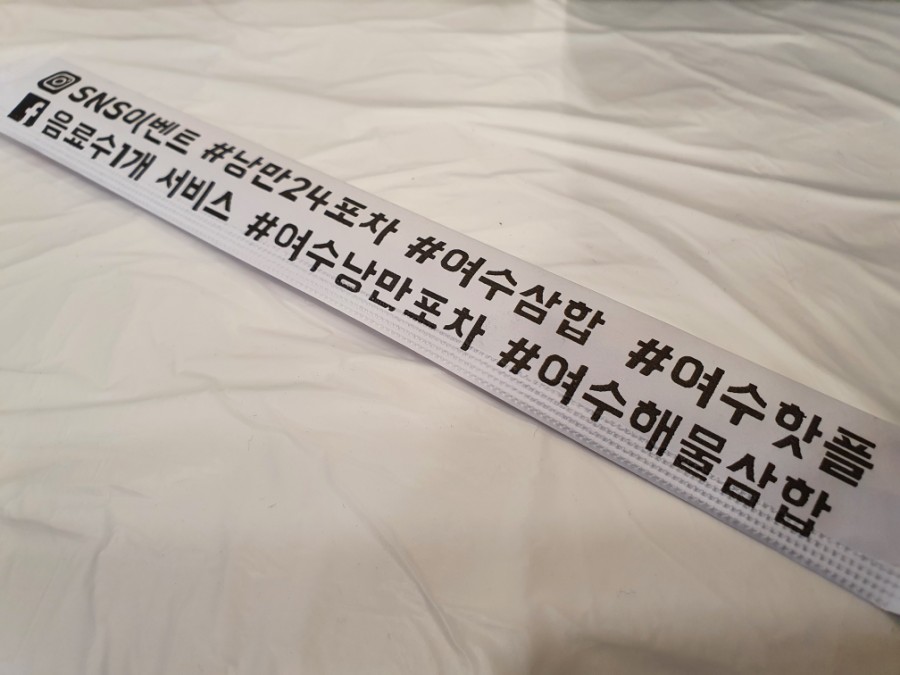 SNS이벤트 #낭만24포차 #여수삼합 #여수핫플
음료수1개 서비스 #여수낭만포차 #여수해물삼합